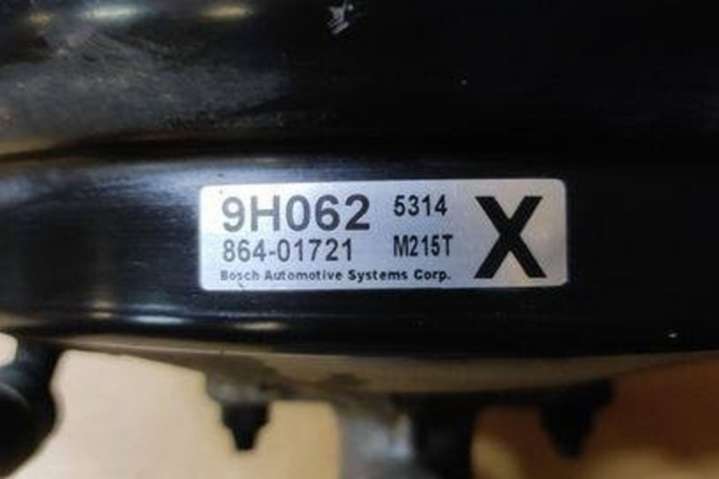 9H062 5314 X
864-01721 M215T
Bosch Automotive Systems Corp.